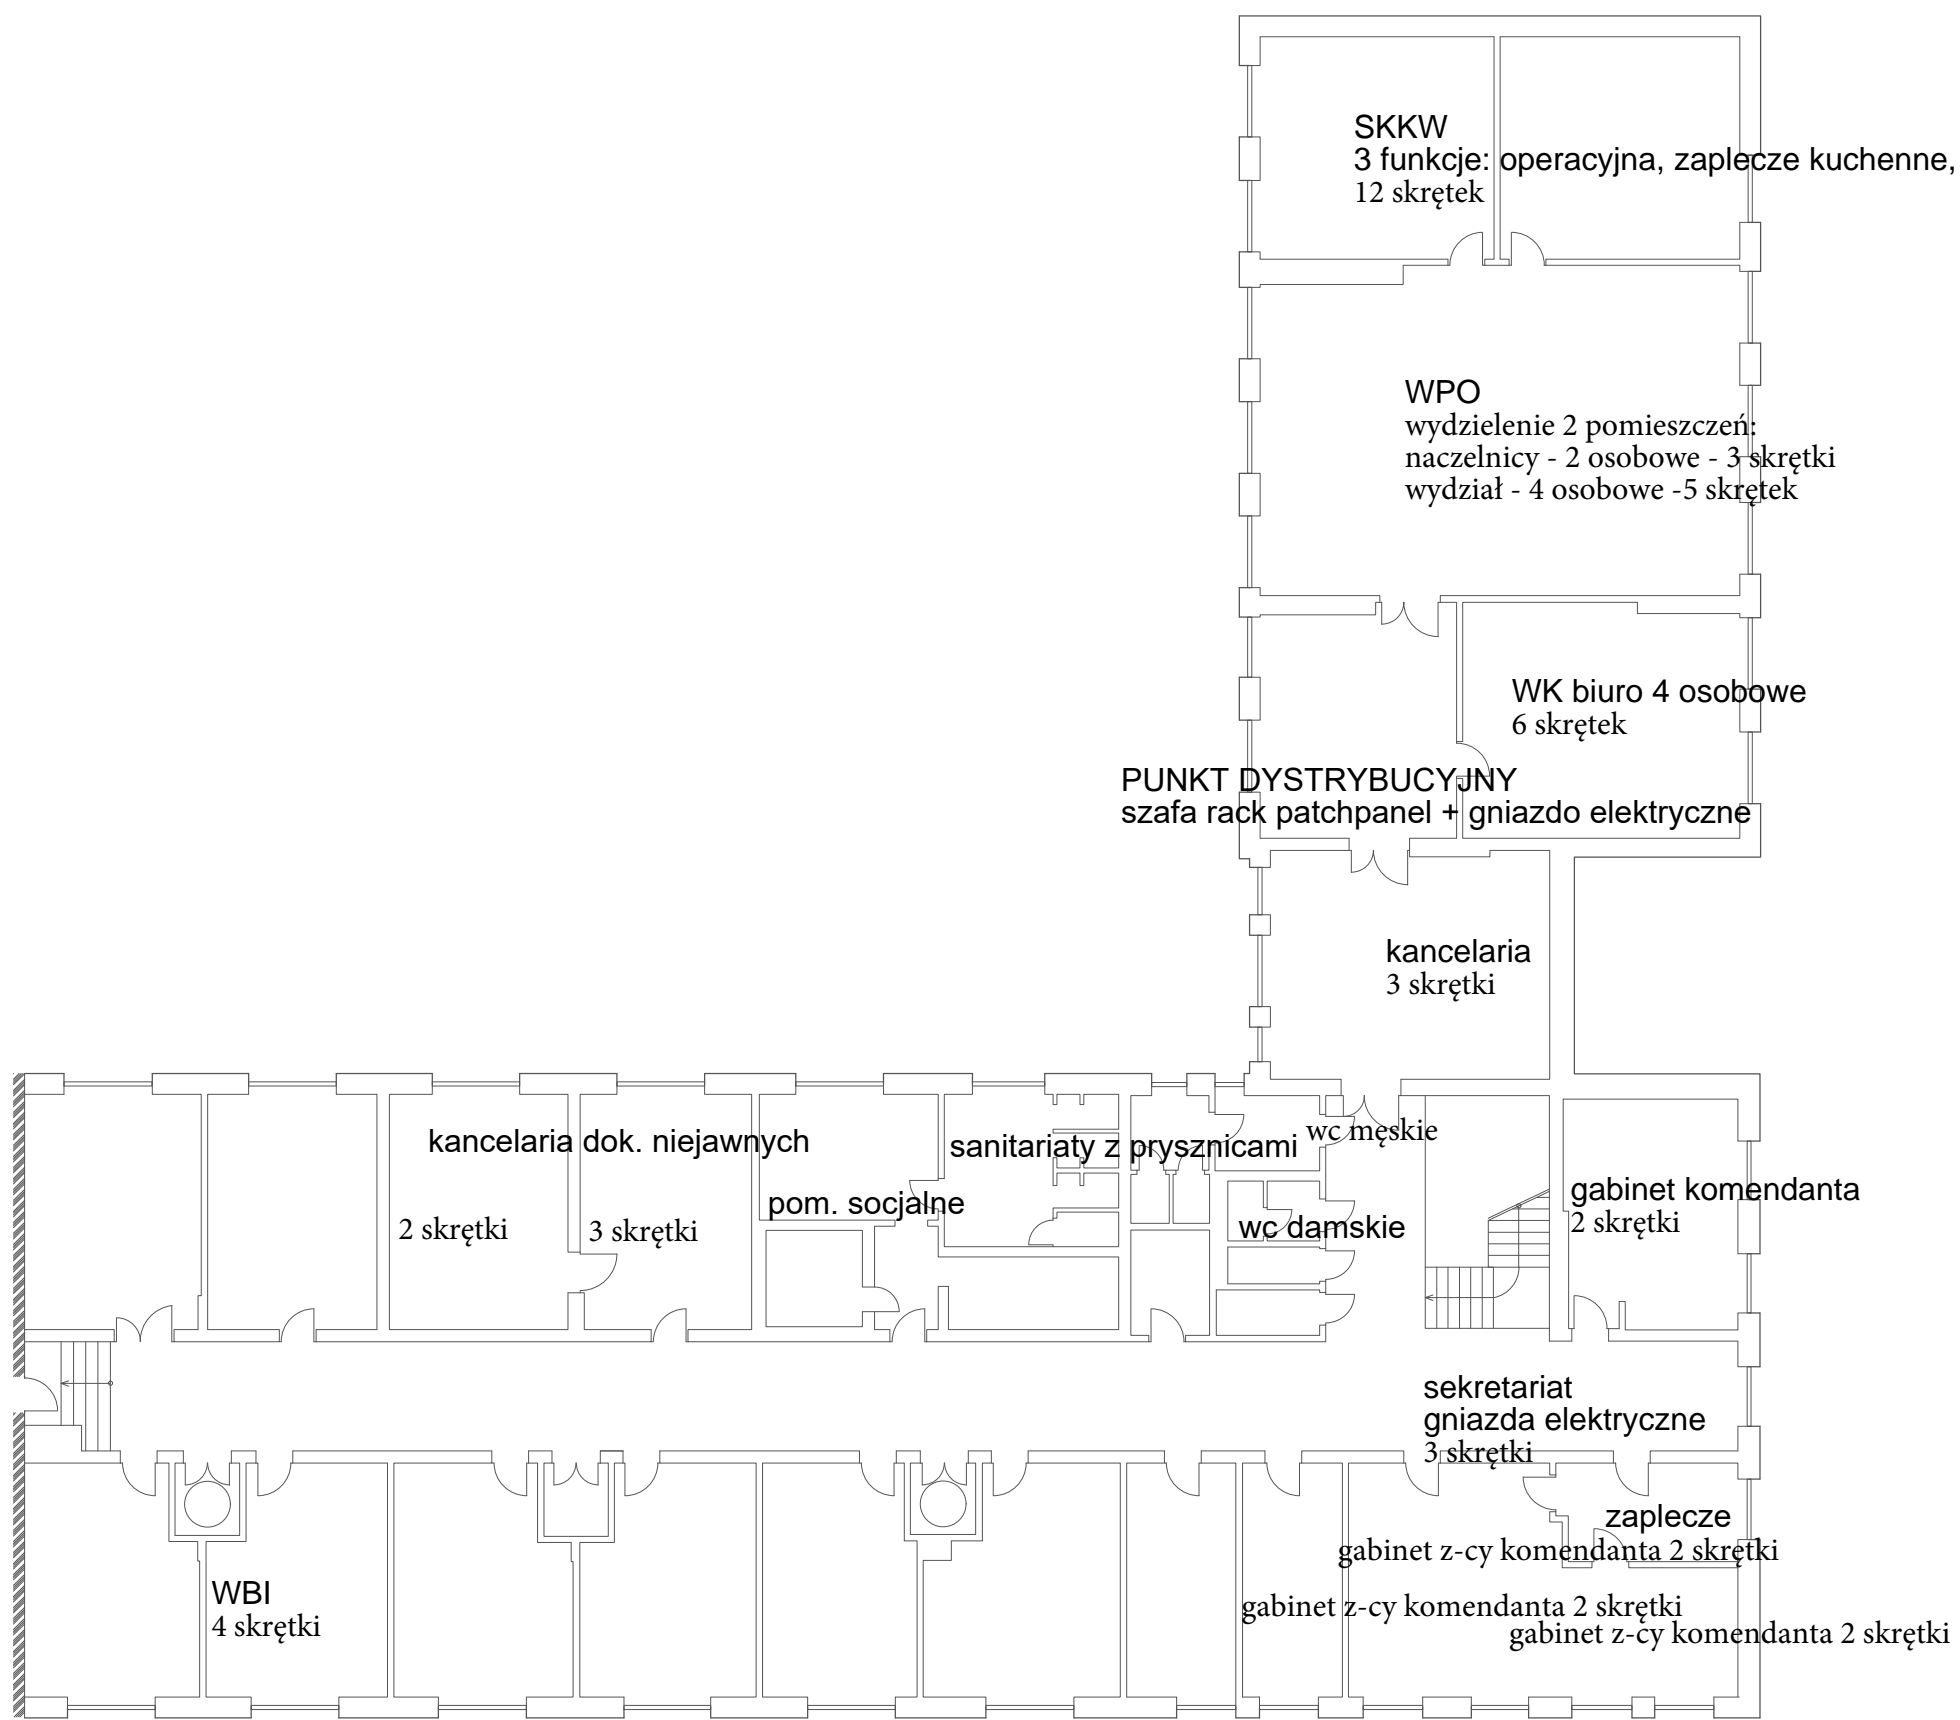 SKKW
3 funkcje: operacyjna, zaplecze kuchenne,
12 skrętek
WPO
wydzielenie 2 pomieszczeń:
naczelnicy - 2 osobowe - 3 skrętki
wydział - 4 osobowe -5 skrętek
WK biuro 4 osobowe
6 skrętek
PUNKT DYSTRYBUCYJNY
szafa rack patchpanel + gniazdo elektryczne
kancelaria
3 skrętki
kancelaria dok. niejawnych
2 skrętki
3 skrętki
pom. socjalne
sanitariaty z prysznicami
wc męskie
wc damskie
gabinet komendanta
2 skrętki
sekretariat
gniazda elektryczne
3 skrętki
zaplecze
gabinet z-cy komendanta 2 skrętki
gabinet z-cy komendanta 2 skrętki
gabinet z-cy komendanta 2 skrętki
WBI
4 skrętki